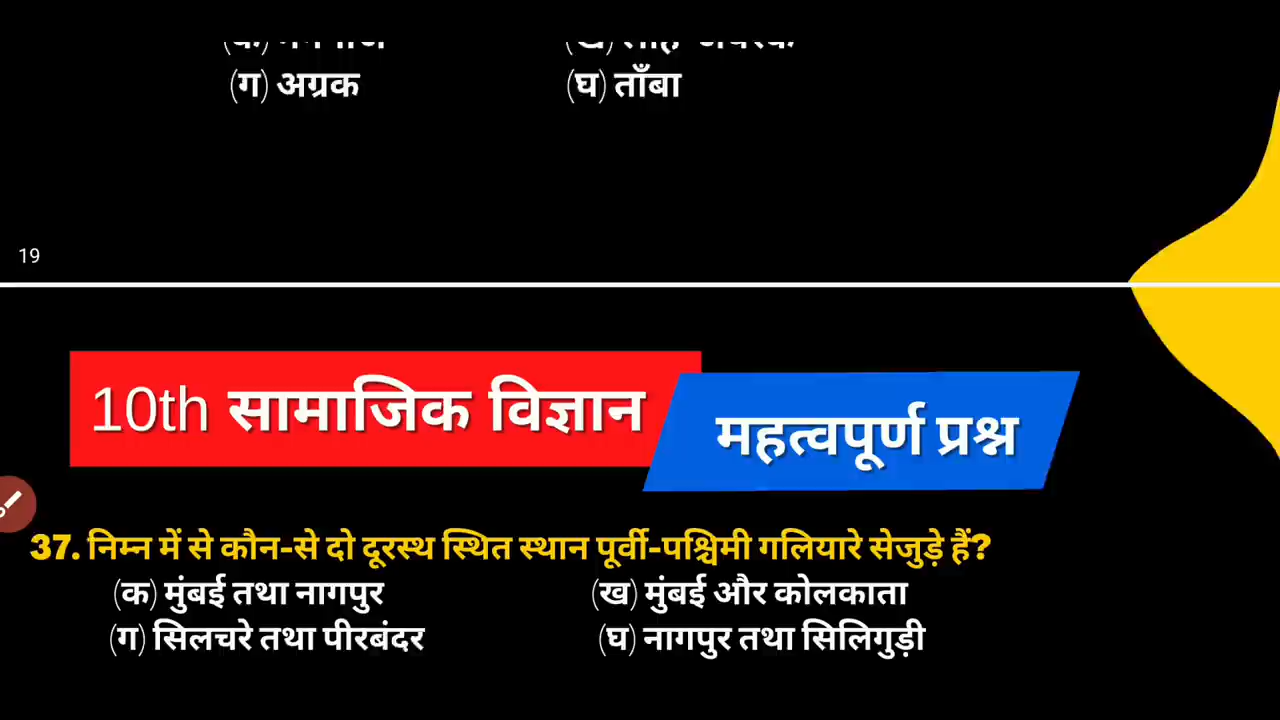 (ग) अग्रक (घ) ताँबा
19
10th सामाजिक विज्ञान
महत्वपूर्ण प्रश्न
37. निम्न में से कौन-से दो दूरस्थ स्थित स्थान पूर्वी-पश्चिमी गलियारे सेजुड़े हैं?
(क) मुंबई तथा नागपुर (ख) मुंबई और कोलकाता
(ग) सिलचरे तथा पीरबंदर (घ) नागपुर तथा सिलिगुड़ी